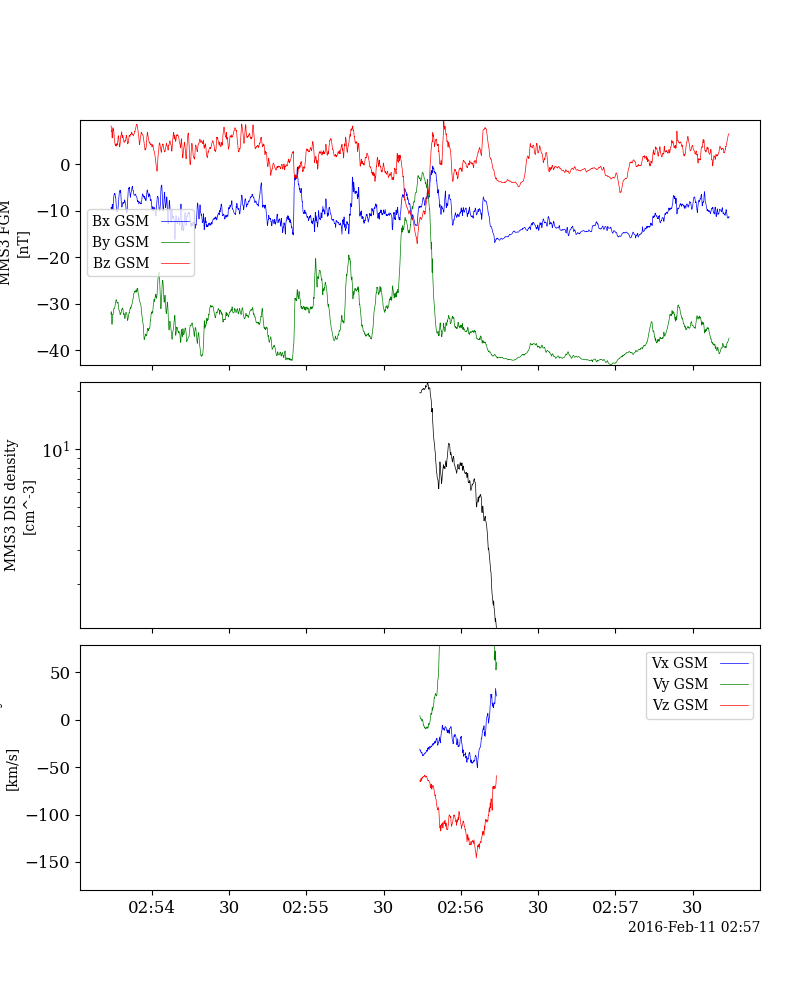 0
−10
−20
−30
−40
MMS3 FGM
[nT]
Bx GSM
By GSM
Bz GSM
10^1
MMS3 DIS density
[cm^-3]
50
0
−50
−100
−150
[km/s]
Vx GSM
Vy GSM
Vz GSM
02:54 30 02:55 30 02:56 30 02:57 30
2016-Feb-11 02:57